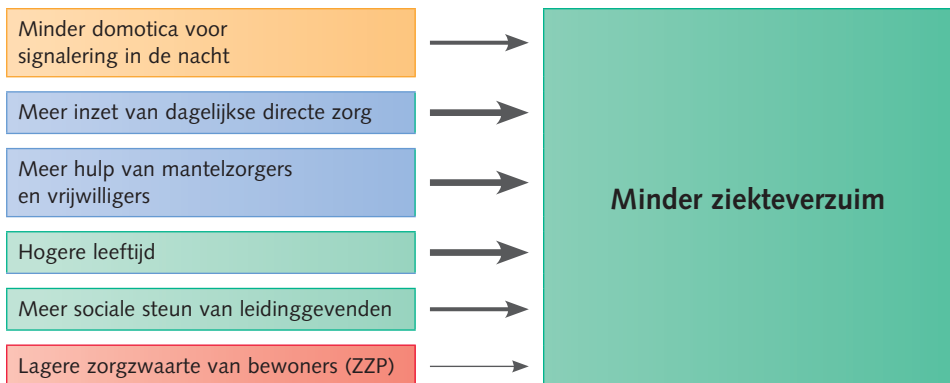 Minder domotica voor
signalering in de nacht
Meer inzet van dagelijkse directe zorg
Meer hulp van mantelzorgers
en vrijwilligers
Hogere leeftijd
Meer sociale steun van leidinggevenden
Lagere zorgzwaarte van bewoners (ZZP)
Minder ziekteverzuim